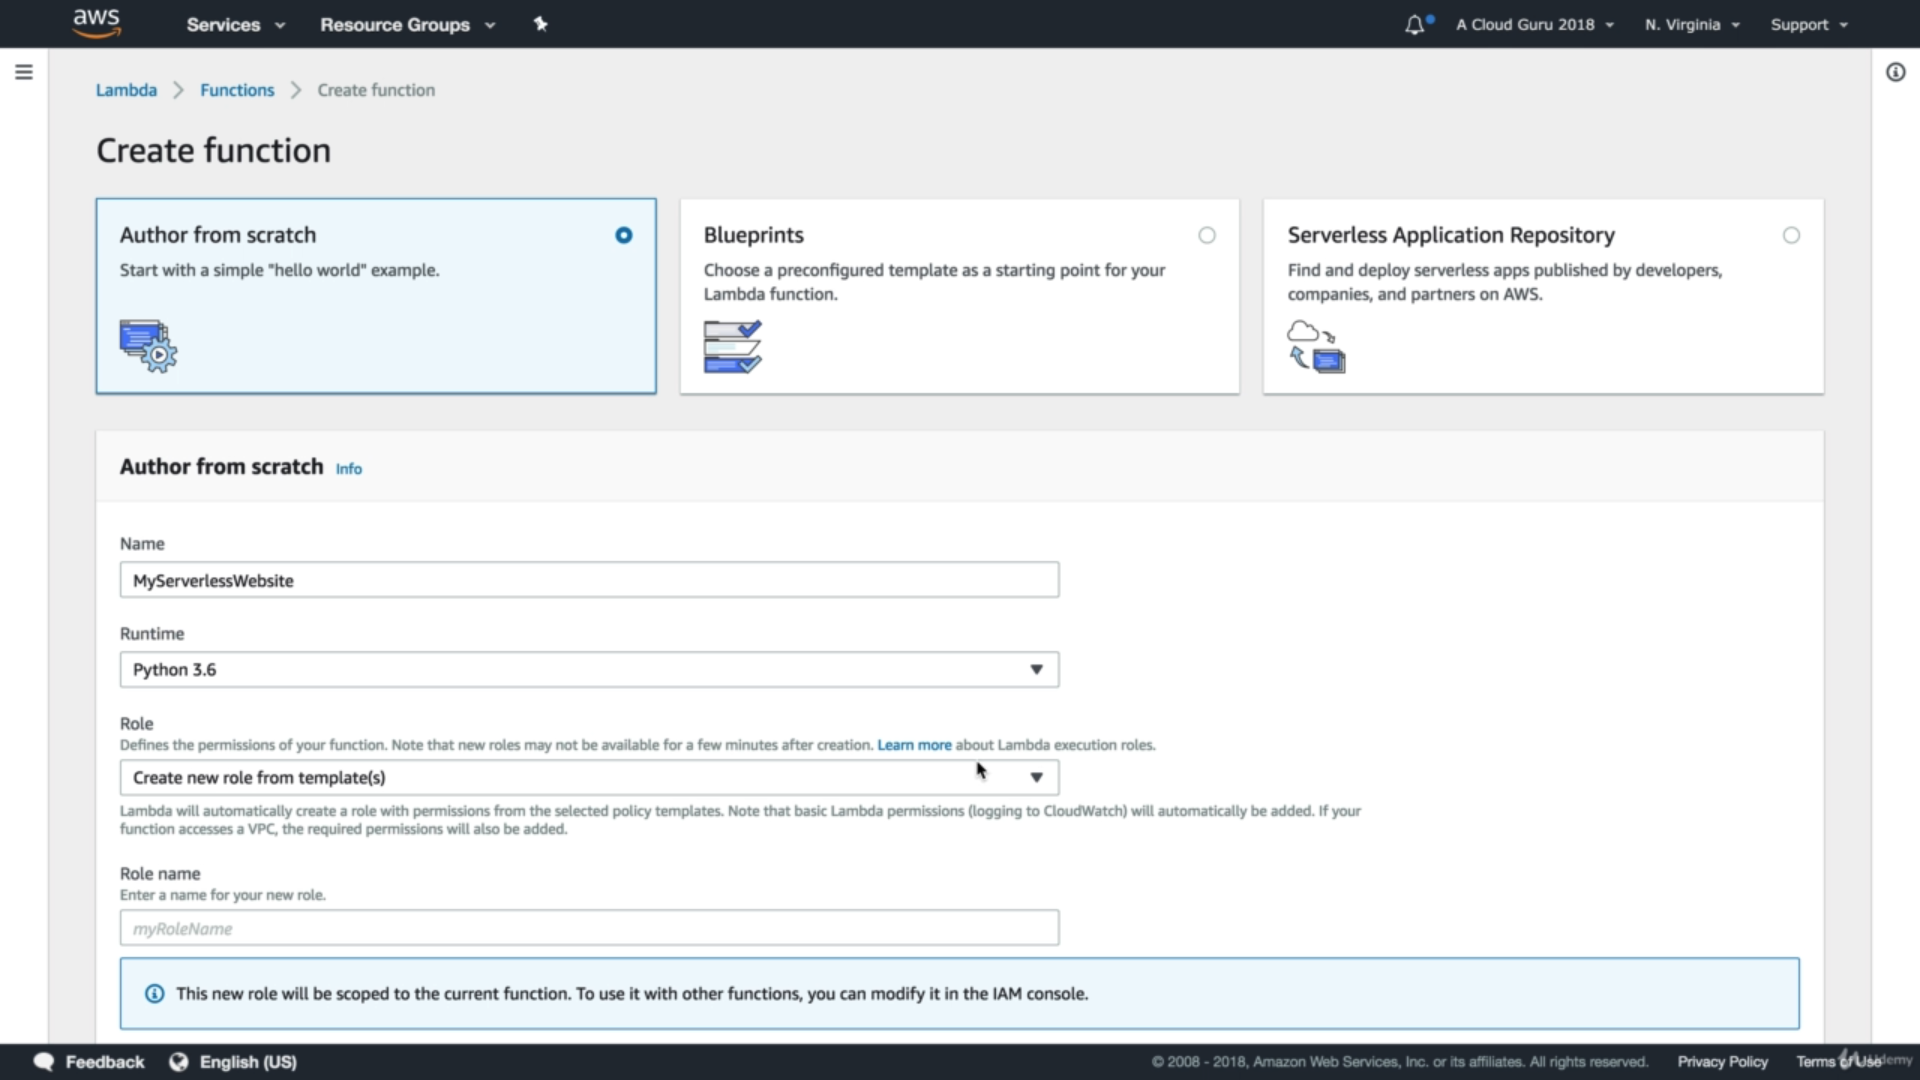 aws Services Resource Groups A Cloud Guru 2018 N. Virginia Support
Lambda Functions Create function
Create function
Author from scratch
Start with a simple "hello world" example.
Blueprints
Choose a preconfigured template as a starting point for your
Lambda function.
Serverless Application Repository
Find and deploy serverless apps published by developers,
companies, and partners on AWS.
Author from scratch Info
Name
MyServerlessWebsite
Runtime
Python 3.6
Role
Defines the permissions of your function. Note that new roles may not be available for a few minutes after creation. Learn more about Lambda execution roles.
Create new role from template(s)
Lambda will automatically create a role with permissions from the selected policy templates. Note that basic Lambda permissions (logging to CloudWatch) will automatically be added. If your
function accesses a VPC, the required permissions will also be added.
Role name
Enter a name for your new role.
myRoleName
This new role will be scoped to the current function. To use it with other functions, you can modify it in the IAM console.
Feedback English (US) © 2008 - 2018, Amazon Web Services, Inc. or its affiliates. All rights reserved. Privacy Policy Terms of Use